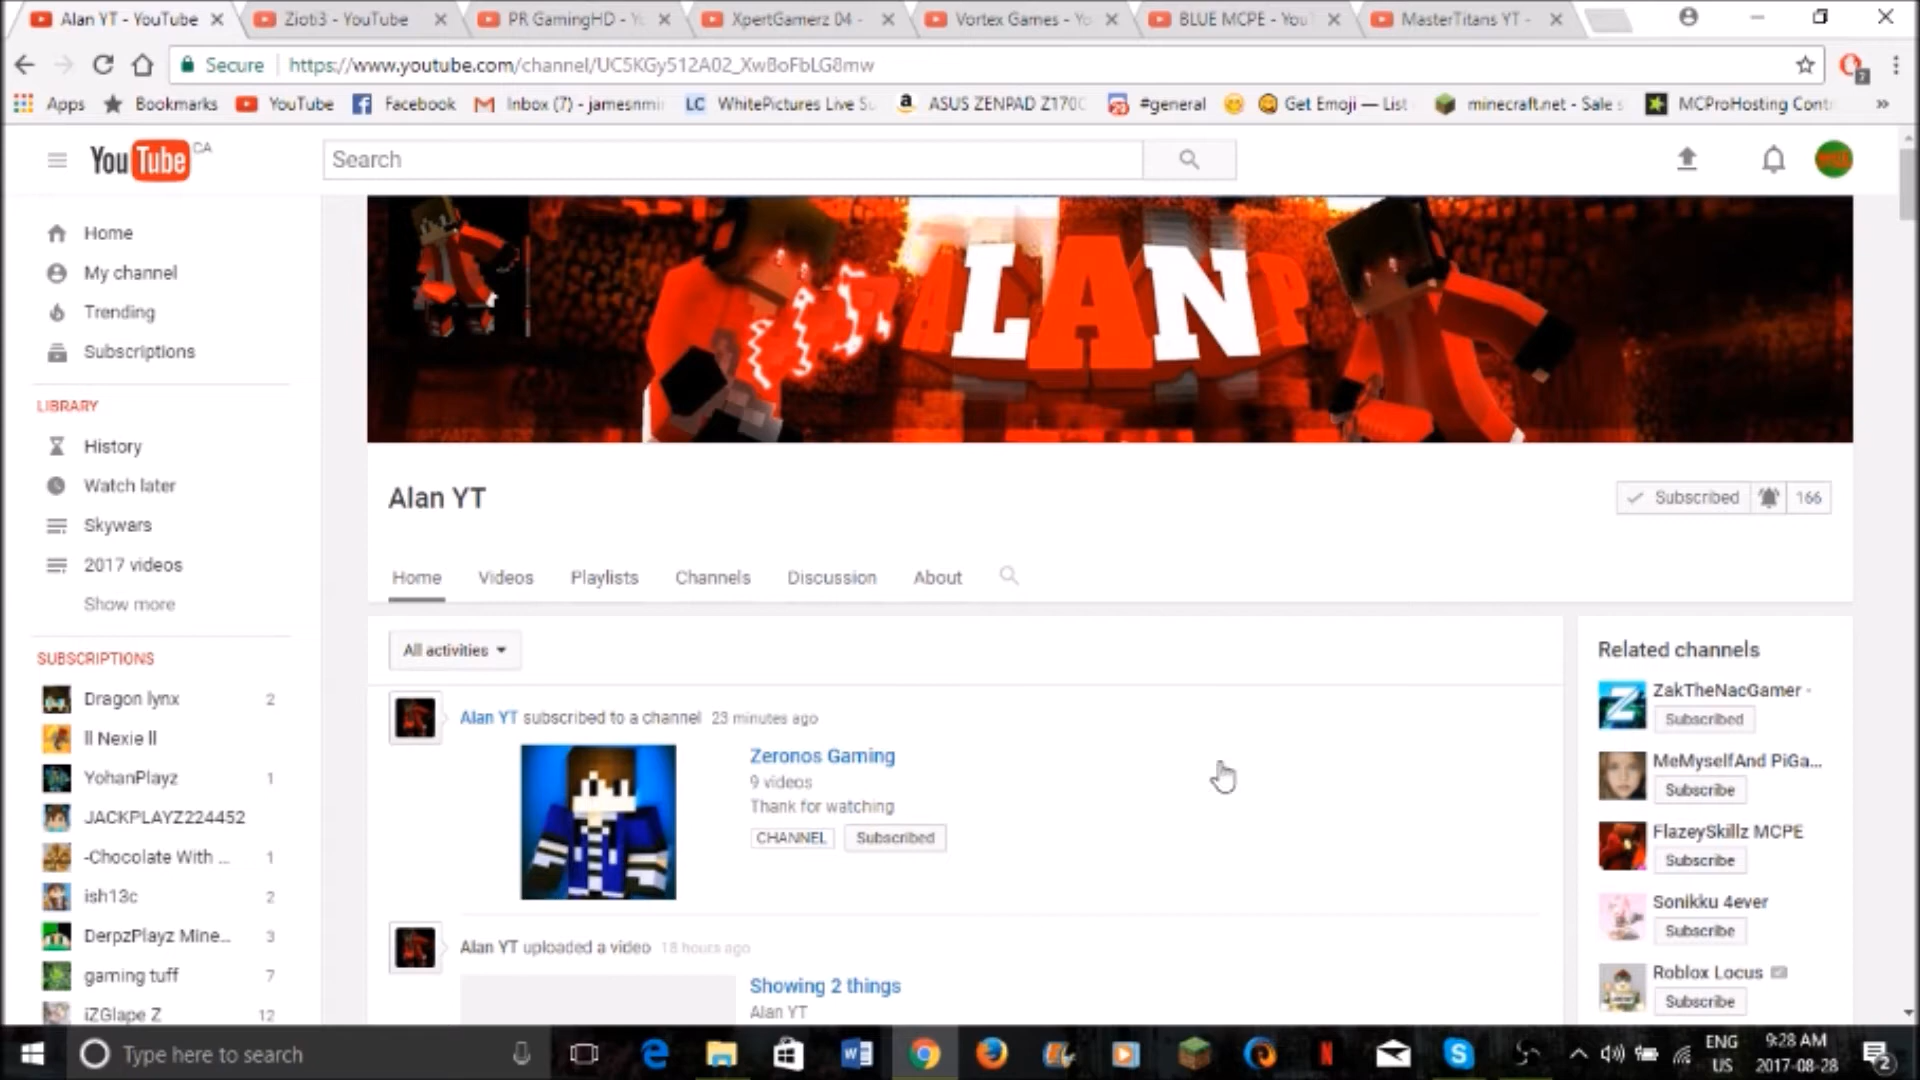 Alan YT - YouTube
Zioti3 - YouTube
PR GamingHD - Yo
XpertGamerz 04 -
Vortex Games - Yo
BLUE MCPE - YouT
MasterTitans YT -
Secure https://www.youtube.com/channel/UC5KGy512A02_XwBoFbLG8mw
7
Apps
Bookmarks
YouTube
Facebook
Inbox (7) - jamesnmi
LC WhitePictures Live Su
ASUS ZENPAD Z170C
#general
Get Emoji — List
minecraft.net - Sale s
MCProHosting Cont
»
YouTube CA
Search
Home
My channel
Trending
Subscriptions
LIBRARY
History
Watch later
Skywars
2017 videos
Show more
SUBSCRIPTIONS
Dragon lynx 2
ll Nexie ll
YohanPlayz 1
JACKPLAYZ224452
-Chocolate With ... 1
ish13c 2
DerpzPlayz Mine... 3
gaming tuff 7
iZGlape Z 12
ALAN
Alan YT
Subscribed 166
Home Videos Playlists Channels Discussion About
All activities
Alan YT subscribed to a channel 23 minutes ago
Zeronos Gaming
9 videos
Thank for watching
CHANNEL Subscribed
Alan YT uploaded a video 18 hours ago
Showing 2 things
Alan YT
Related channels
ZakTheNacGamer -
Subscribed
MeMyselfAnd PiGa...
Subscribe
FlazeySkillz MCPE
Subscribe
Sonikku 4ever
Subscribe
Roblox Locus
Subscribe
Type here to search
ENG
US
9:28 AM
2017-08-28
2